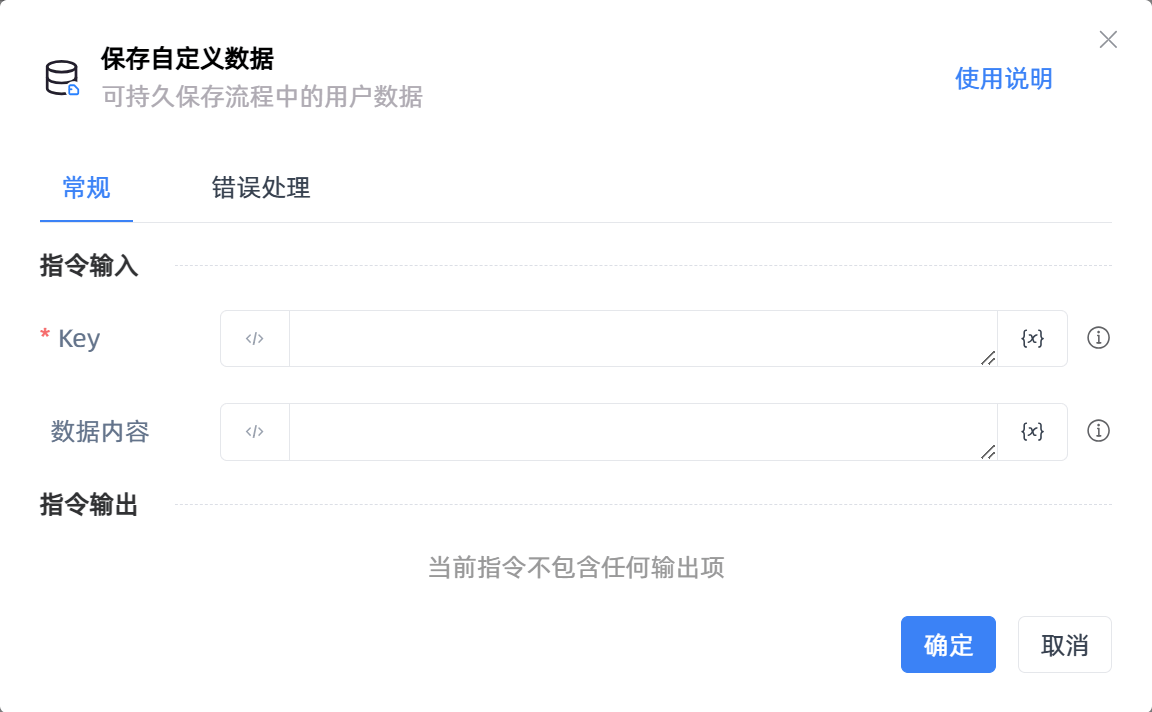 保存自定义数据
可持久保存流程中的用户数据
使用说明
常规 错误处理
指令输入
* Key </> {x}
数据内容 </> {x}
指令输出
当前指令不包含任何输出项
确定 取消